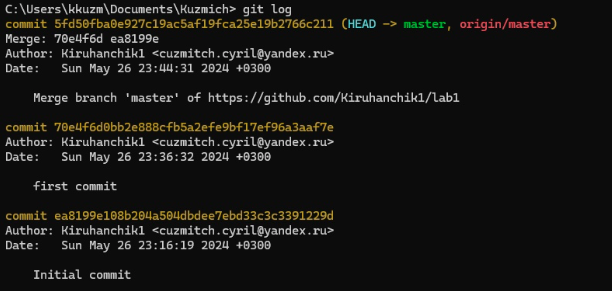 C:\Users\kkuzm\Documents\Kuzmich> git log
commit 5fd50fba0e927c19ac5af19fca25e19b2766c211 (HEAD -> master, origin/master)
Merge: 70e4f6d ea8199e
Author: Kiruhanchik1 <cuzmitch.cyril@yandex.ru>
Date:   Sun May 26 23:44:31 2024 +0300
    Merge branch 'master' of https://github.com/Kiruhanchik1/lab1
commit 70e4f6d0bb2e888cfb5a2efe9bf17ef96a3aaf7e
Author: Kiruhanchik1 <cuzmitch.cyril@yandex.ru>
Date:   Sun May 26 23:36:32 2024 +0300
    first commit
commit ea8199e108b204a504dbdee7ebd33c3c3391229d
Author: Kiruhanchik1 <cuzmitch.cyril@yandex.ru>
Date:   Sun May 26 23:16:19 2024 +0300
    Initial commit